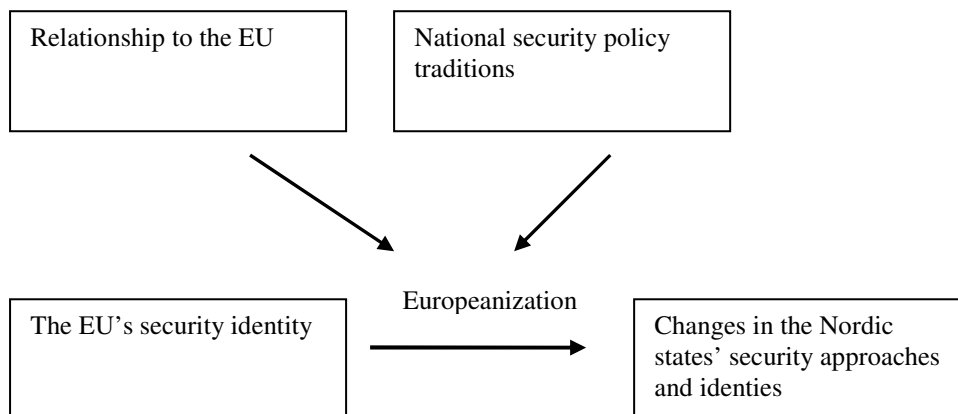 Relationship to the EU
National security policy
traditions
Europeanization
The EU’s security identity
Changes in the Nordic
states’ security approaches
and identies